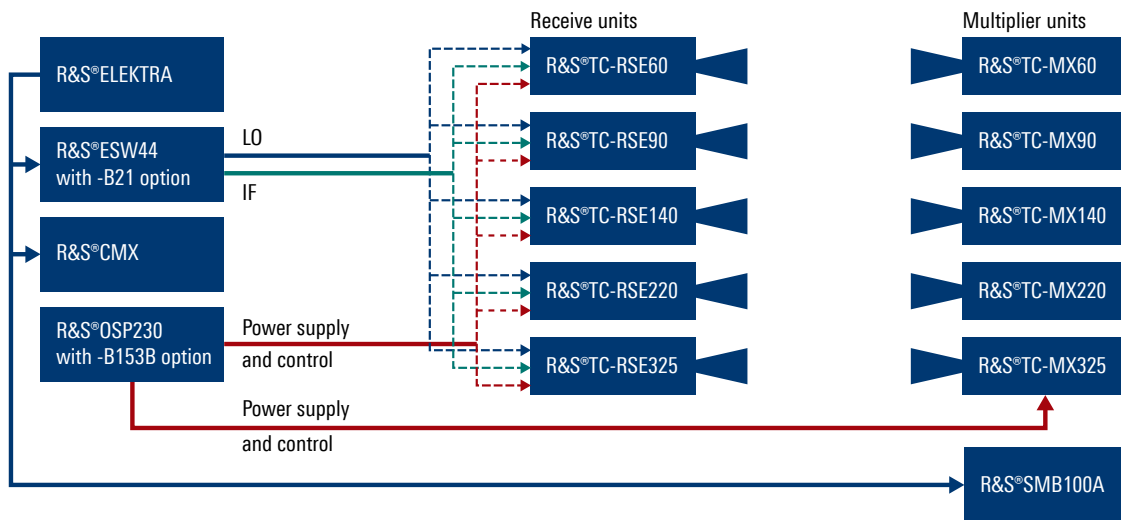 Receive units
Multiplier units
R&S®ELEKTRA
R&S®TC-RSE60
R&S®TC-MX60
R&S®ESW44
with -B21 option
LO
IF
R&S®TC-RSE90
R&S®TC-MX90
R&S®CMX
R&S®TC-RSE140
R&S®TC-MX140
R&S®OSP230
with -B153B option
Power supply
and control
R&S®TC-RSE220
R&S®TC-MX220
R&S®TC-RSE325
R&S®TC-MX325
Power supply
and control
R&S®SMB100A